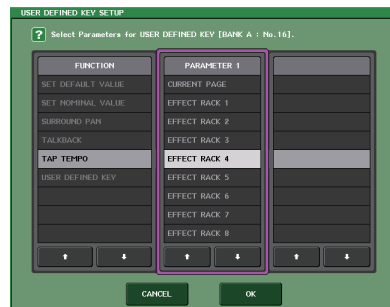 USER DEFINED KEY SETUP
? Select Parameters for USER DEFINED KEY [BANK A : No.16].
FUNCTION
SET DEFAULT VALUE
SET NOMINAL VALUE
SURROUND PAN
TALKBACK
TAP TEMPO
USER DEFINED KEY
PARAMETER 1
CURRENT PAGE
EFFECT RACK 1
EFFECT RACK 2
EFFECT RACK 3
EFFECT RACK 4
EFFECT RACK 5
EFFECT RACK 6
EFFECT RACK 7
EFFECT RACK 8
CANCEL
OK